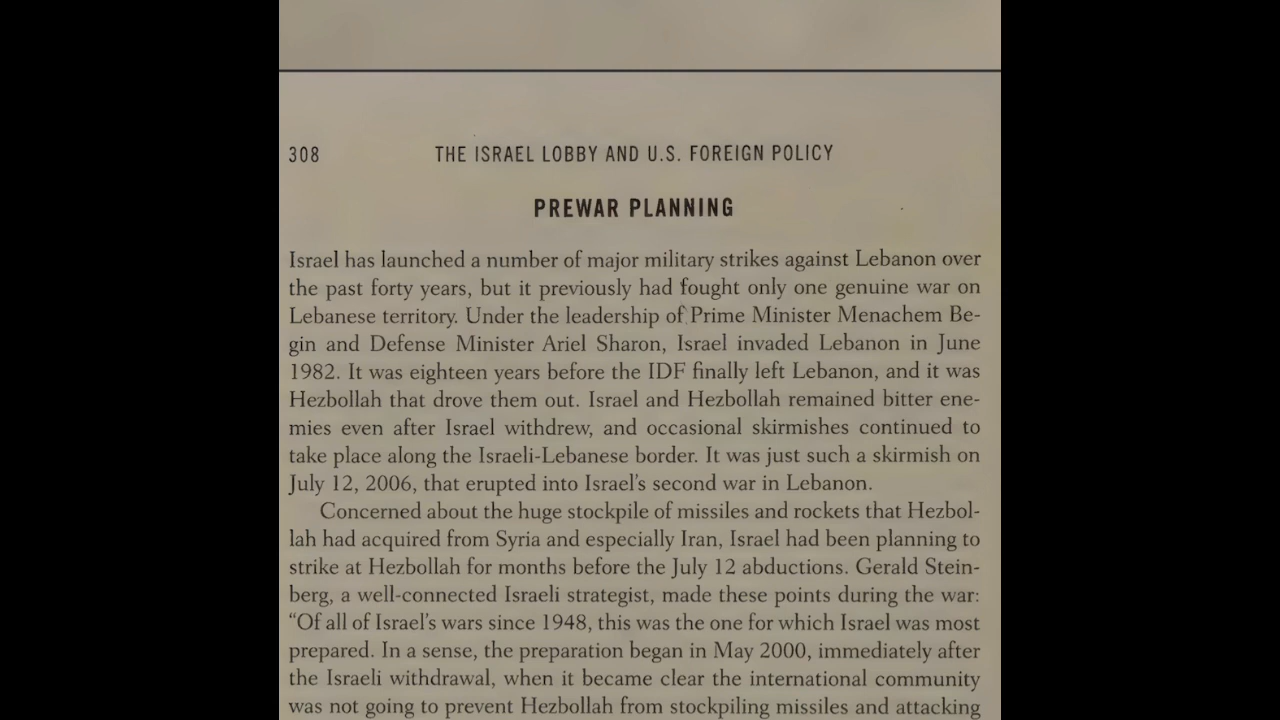 308
THE ISRAEL LOBBY AND U.S. FOREIGN POLICY
PREWAR PLANNING
Israel has launched a number of major military strikes against Lebanon over
the past forty years, but it previously had fought only one genuine war on
Lebanese territory. Under the leadership of Prime Minister Menachem Be-
gin and Defense Minister Ariel Sharon, Israel invaded Lebanon in June
1982. It was eighteen years before the IDF finally left Lebanon, and it was
Hezbollah that drove them out. Israel and Hezbollah remained bitter ene-
mies even after Israel withdrew, and occasional skirmishes continued to
take place along the Israeli-Lebanese border. It was just such a skirmish on
July 12, 2006, that erupted into Israel's second war in Lebanon.
Concerned about the huge stockpile of missiles and rockets that Hezbol-
lah had acquired from Syria and especially Iran, Israel had been planning to
strike at Hezbollah for months before the July 12 abductions. Gerald Stein-
berg, a well-connected Israeli strategist, made these points during the war:
“Of all of Israel's wars since 1948, this was the one for which Israel was most
prepared. In a sense, the preparation began in May 2000, immediately after
the Israeli withdrawal, when it became clear the international community
was not going to prevent Hezbollah from stockpiling missiles and attacking